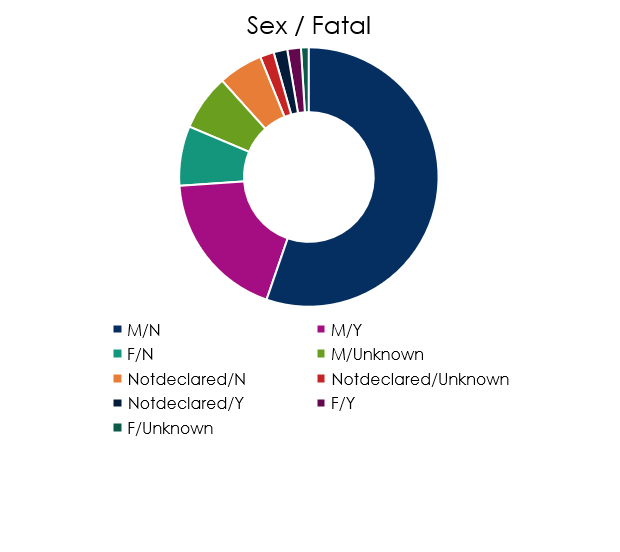 Sex / Fatal
M/N
M/Y
F/N
M/Unknown
Notdeclared/N
Notdeclared/Unknown
Notdeclared/Y
F/Y
F/Unknown